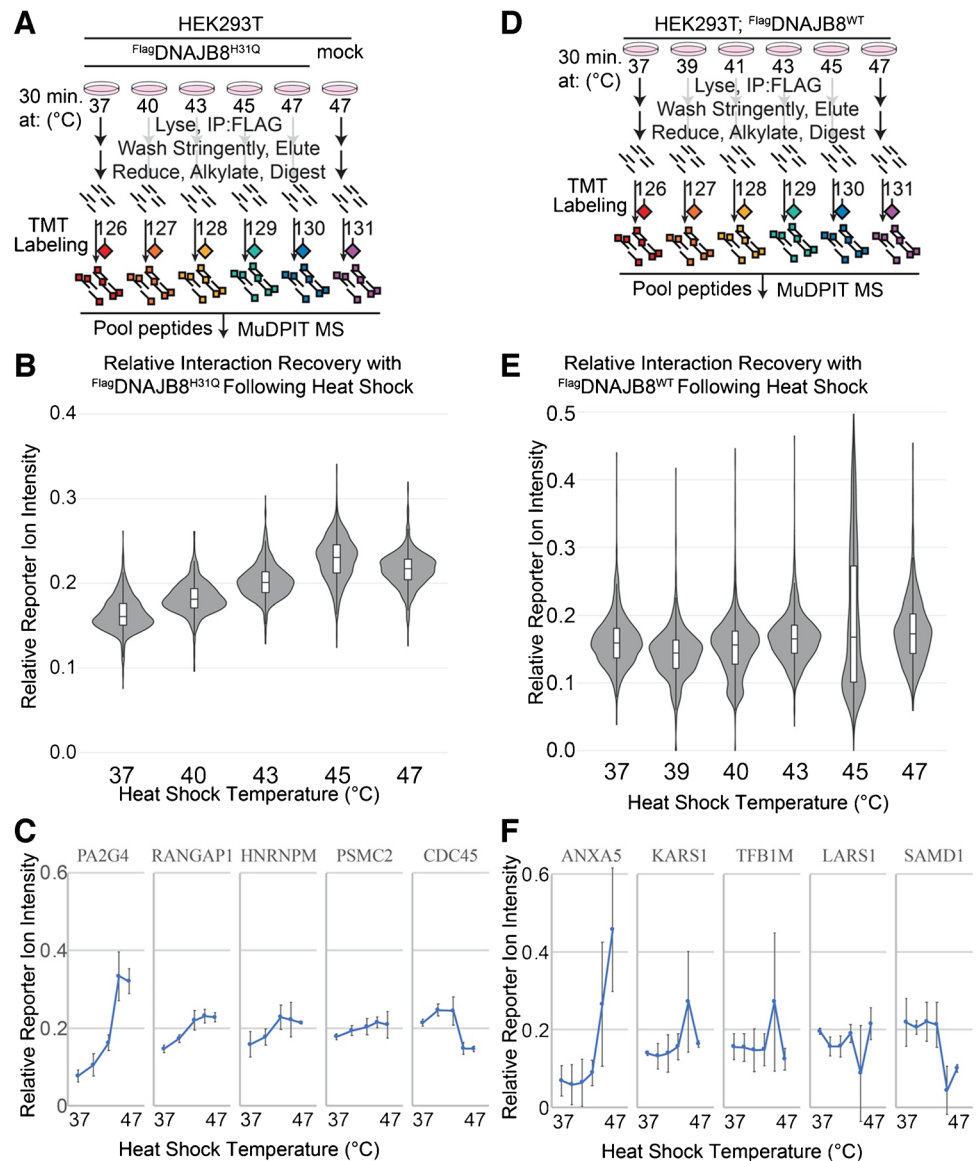 A
HEK293T
FlagDNAJB8H31Q mock
30 min.
at: (°C)
37 40 43 45 47 47
Lyse, IP:FLAG
Wash Stringently, Elute
Reduce, Alkylate, Digest
TMT
Labeling
126 127 128 129 130 131
Pool peptides MuDPIT MS
B
Relative Interaction Recovery with
FlagDNAJB8H31Q Following Heat Shock
Relative Reporter Ion Intensity
0.4
0.3
0.2
0.1
0.0
37 40 43 45 47
Heat Shock Temperature (°C)
C
PA2G4 RANGAP1 HNRNPM PSMC2 CDC45
Relative Reporter Ion Intensity
0.6
0.4
0.2
0
37 47 37 47 37 47 37 47 37 47
Heat Shock Temperature (°C)
D
HEK293T; FlagDNAJB8WT
30 min.
at: (°C)
37 39 41 43 45 47
Lyse, IP:FLAG
Wash Stringently, Elute
Reduce, Alkylate, Digest
TMT
Labeling
126 127 128 129 130 131
Pool peptides MuDPIT MS
E
Relative Interaction Recovery with
FlagDNAJB8WT Following Heat Shock
Relative Reporter Ion Intensity
0.5
0.4
0.3
0.2
0.1
0.0
37 39 40 43 45 47
Heat Shock Temperature (°C)
F
ANXA5 KARS1 TFB1M LARS1 SAMD1
Relative Reporter Ion Intensity
0.6
0.4
0.2
0
37 47 37 47 37 47 37 47 37 47
Heat Shock Temperature (°C)